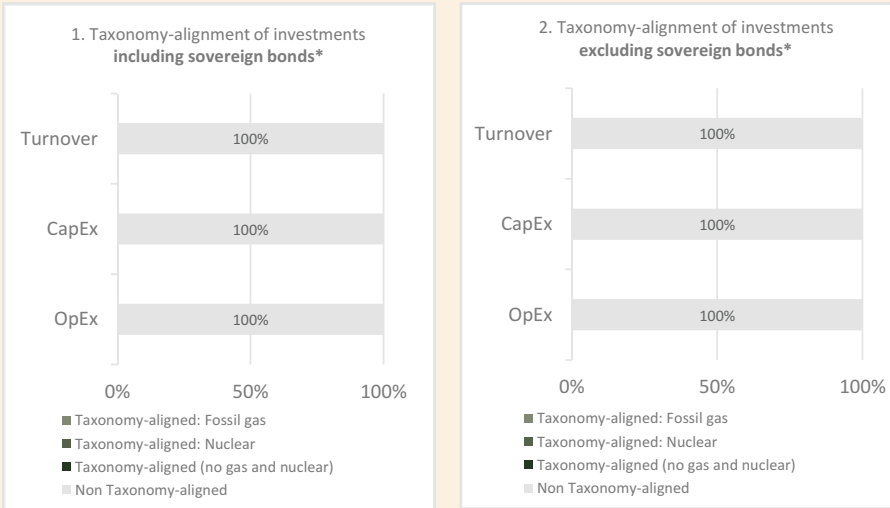 1. Taxonomy-alignment of investments
including sovereign bonds*
Turnover
100%
CapEx
100%
OpEx
100%
0%
50%
100%
Taxonomy-aligned: Fossil gas
Taxonomy-aligned: Nuclear
Taxonomy-aligned (no gas and nuclear)
Non Taxonomy-aligned
2. Taxonomy-alignment of investments
excluding sovereign bonds*
Turnover
100%
CapEx
100%
OpEx
100%
0%
50%
100%
Taxonomy-aligned: Fossil gas
Taxonomy-aligned: Nuclear
Taxonomy-aligned (no gas and nuclear)
Non Taxonomy-aligned